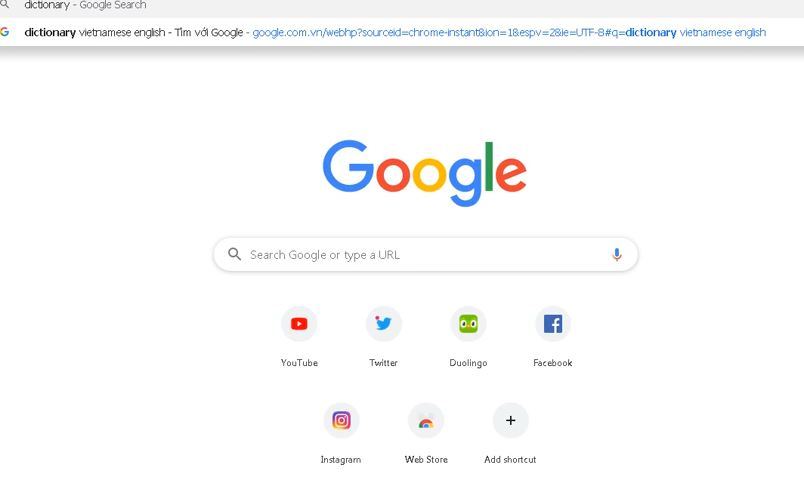 dictionary - Google Search
dictionary vietnamese english - Tìm với Google - google.com.vn/webhp?sourceid=chrome-instant&ion=1&espv=2&ie=UTF-8#q=dictionary vietnamese english
Google
Search Google or type a URL
YouTube Twitter Duolingo Facebook
Instagram Web Store Add shortcut